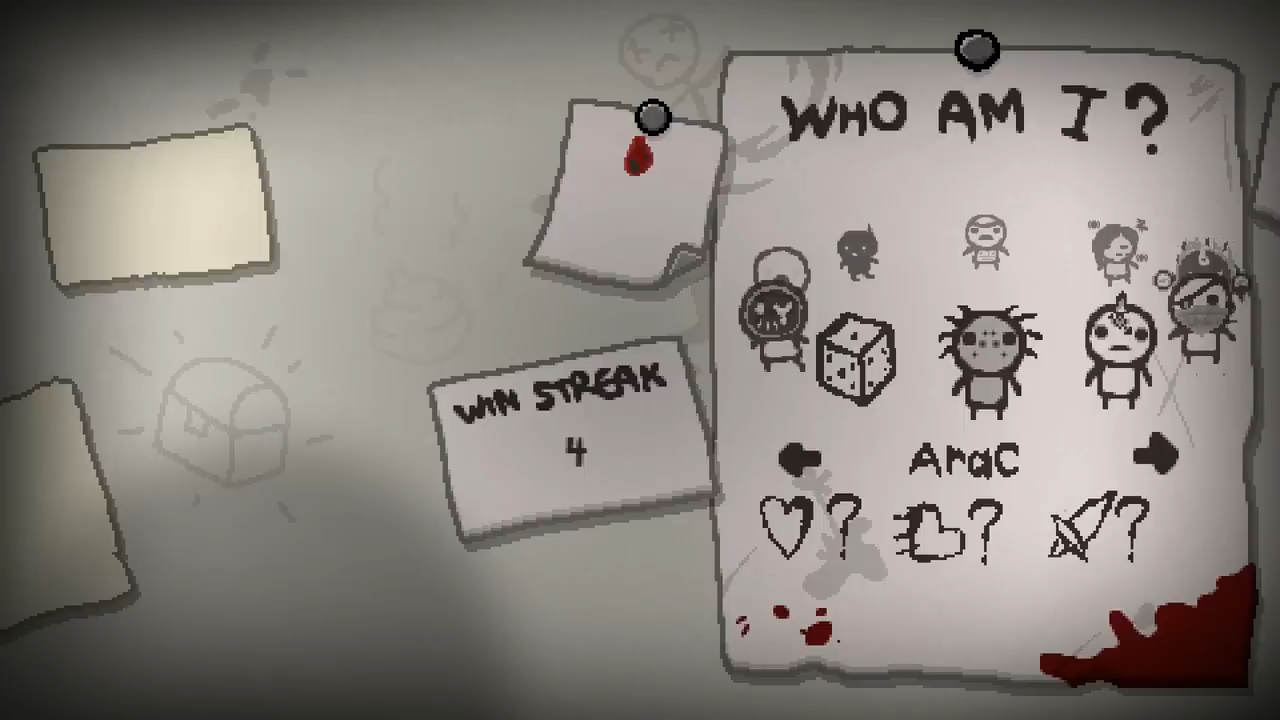 WHO AM I?
WIN STREAK
4
Arac
? ? ?